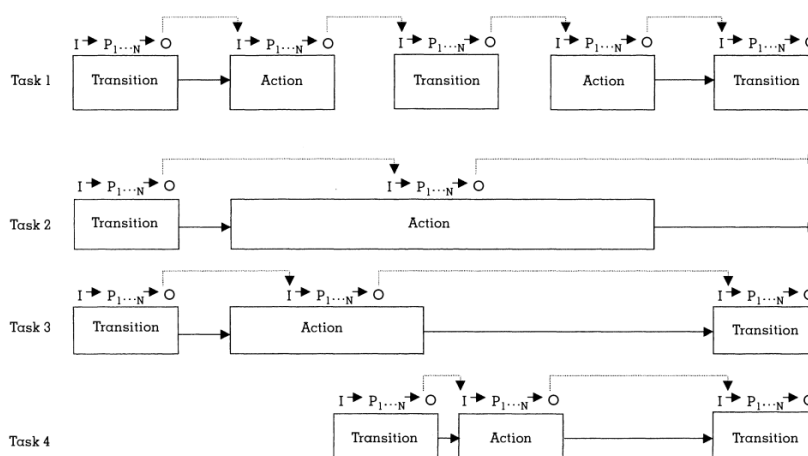 I P1...N O I P1...N O I P1...N O I P1...N O I P1...N O
Task 1 Transition Action Transition Action Transition
I P1...N O I P1...N O
Task 2 Transition Action
I P1...N O I P1...N O I P1...N O
Task 3 Transition Action Transition
I P1...N O I P1...N O I P1...N O
Task 4 Transition Action Transition